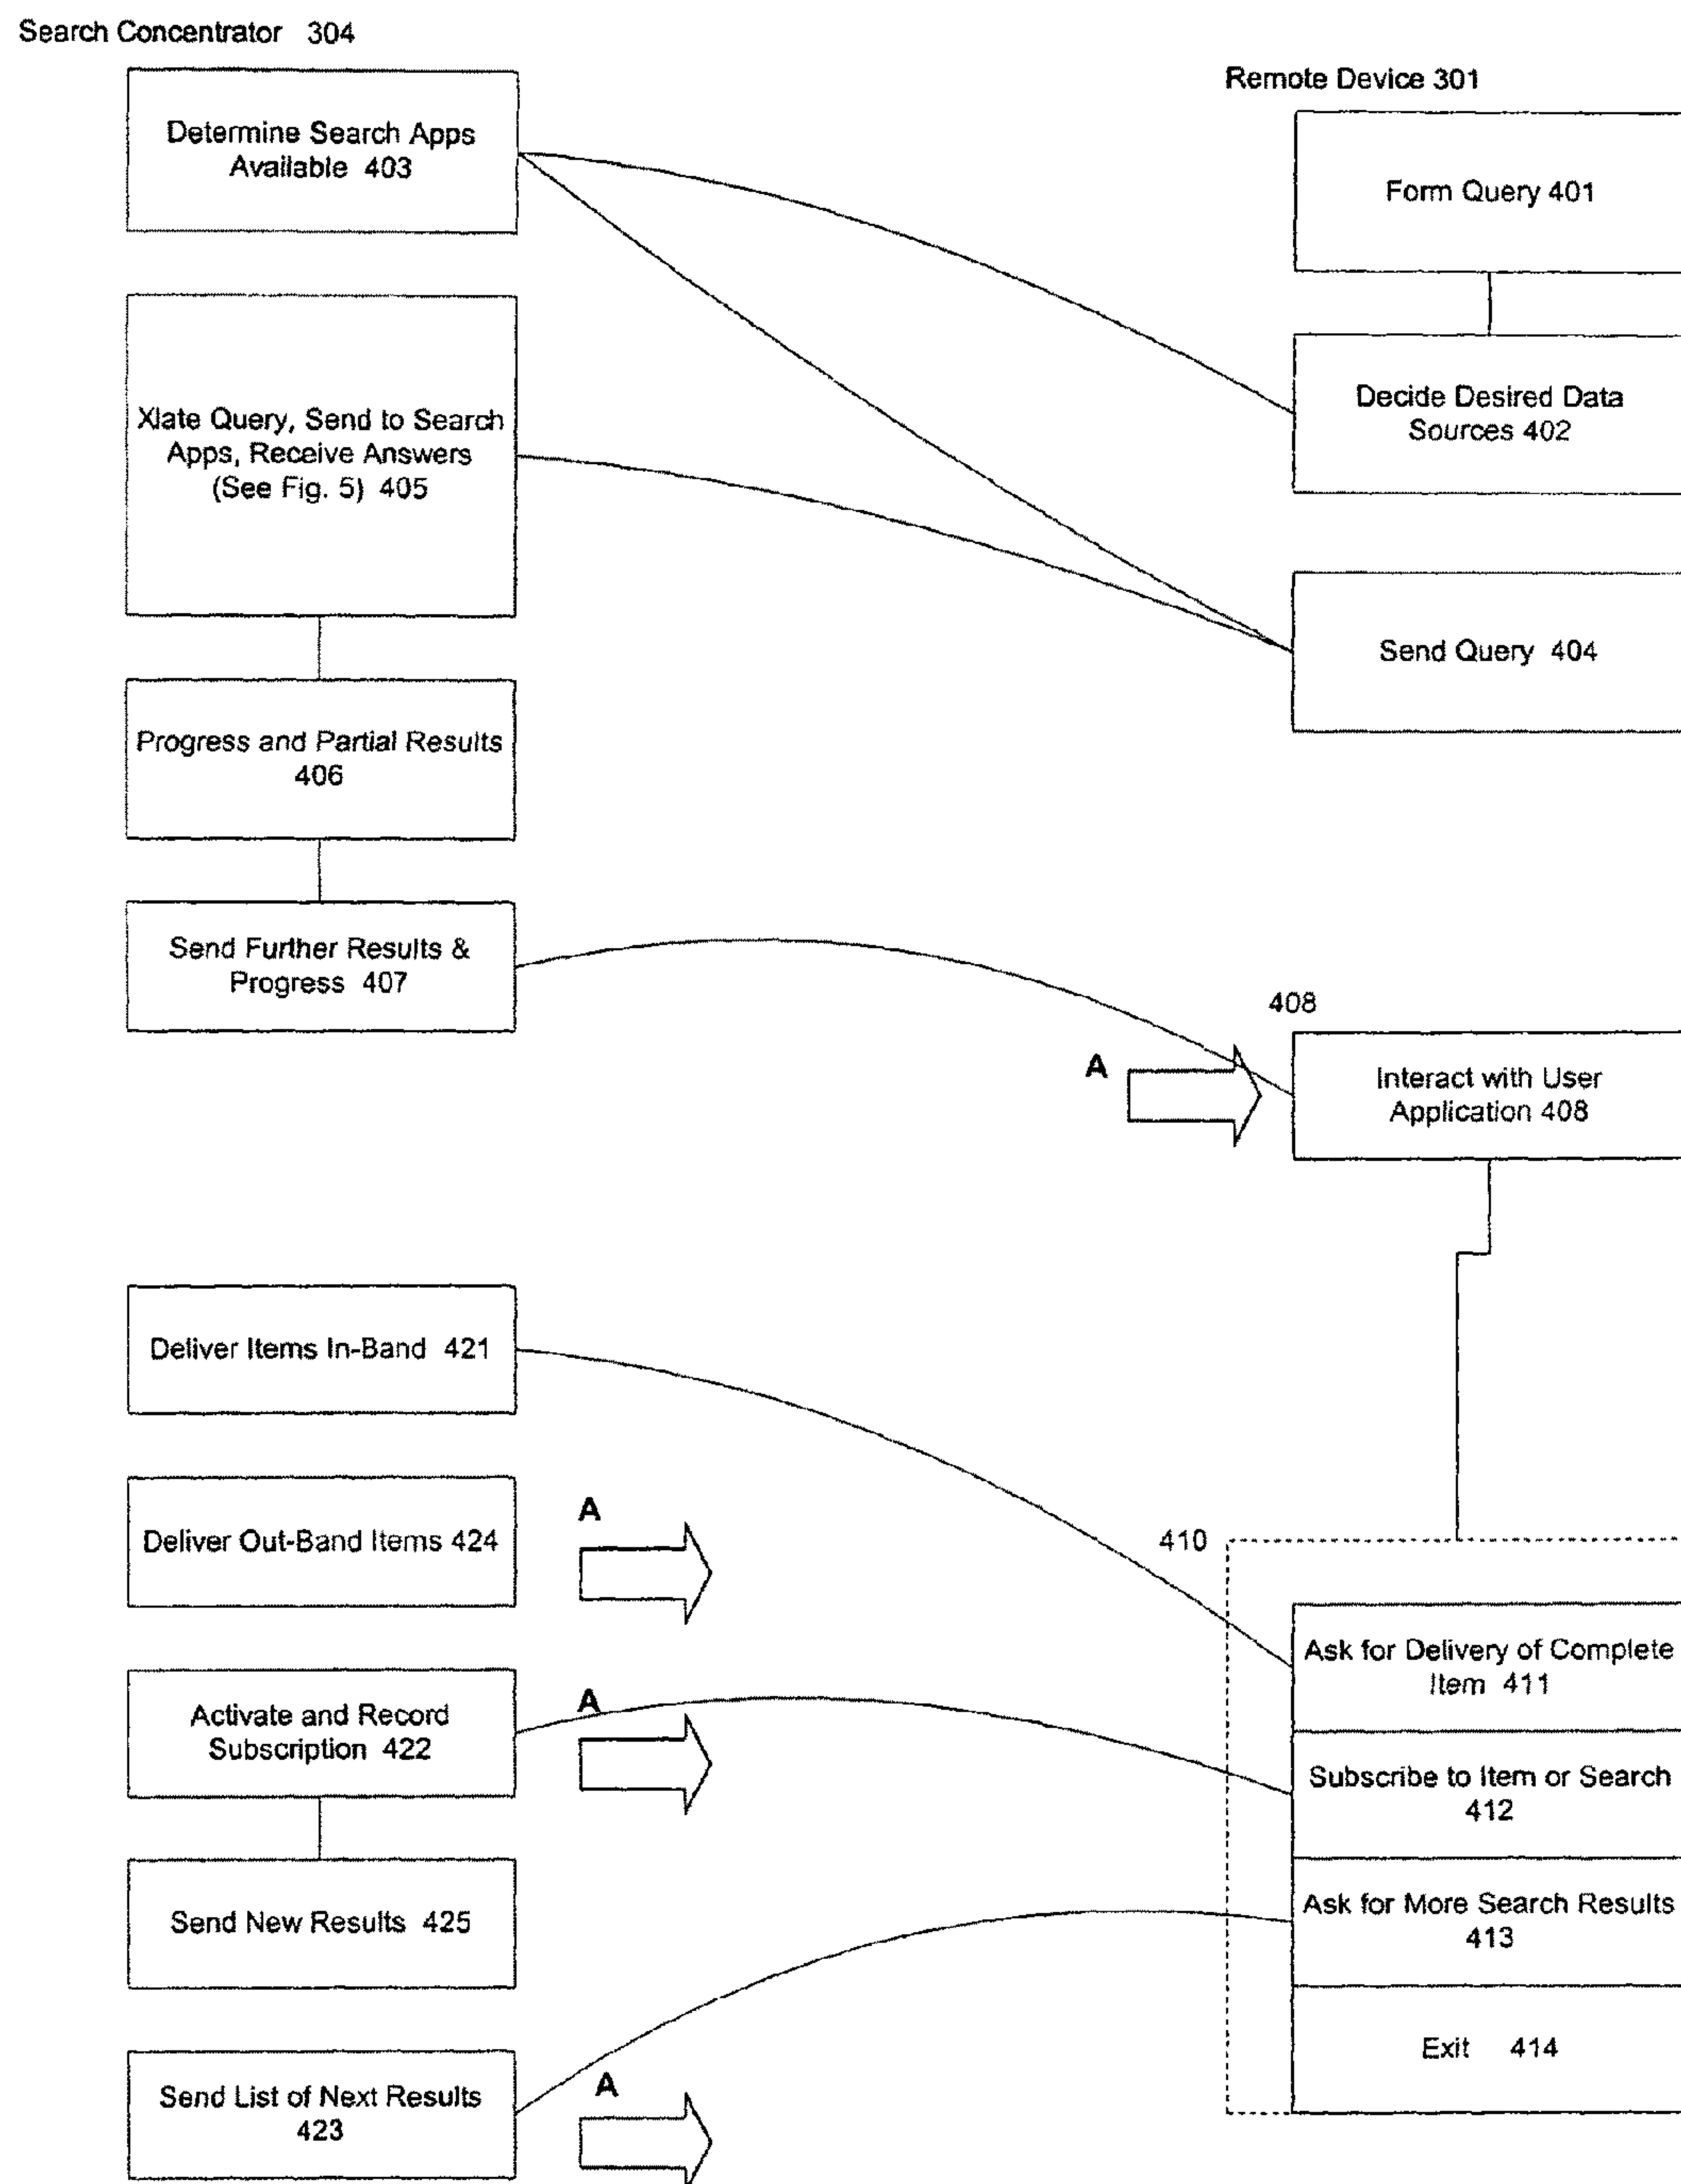 Search Concentrator 304
Determine Search Apps
Available 403
Xlate Query, Send to Search
Apps, Receive Answers
(See Fig. 5) 405
Progress and Partial Results
406
Send Further Results &
Progress 407
Deliver Items In-Band 421
Deliver Out-Band Items 424
A
Activate and Record
Subscription 422
A
Send New Results 425
Send List of Next Results
423
A
Remote Device 301
Form Query 401
Decide Desired Data
Sources 402
Send Query 404
408
A
Interact with User
Application 408
410
Ask for Delivery of Complete
Item 411
Subscribe to Item or Search
412
Ask for More Search Results
413
Exit 414